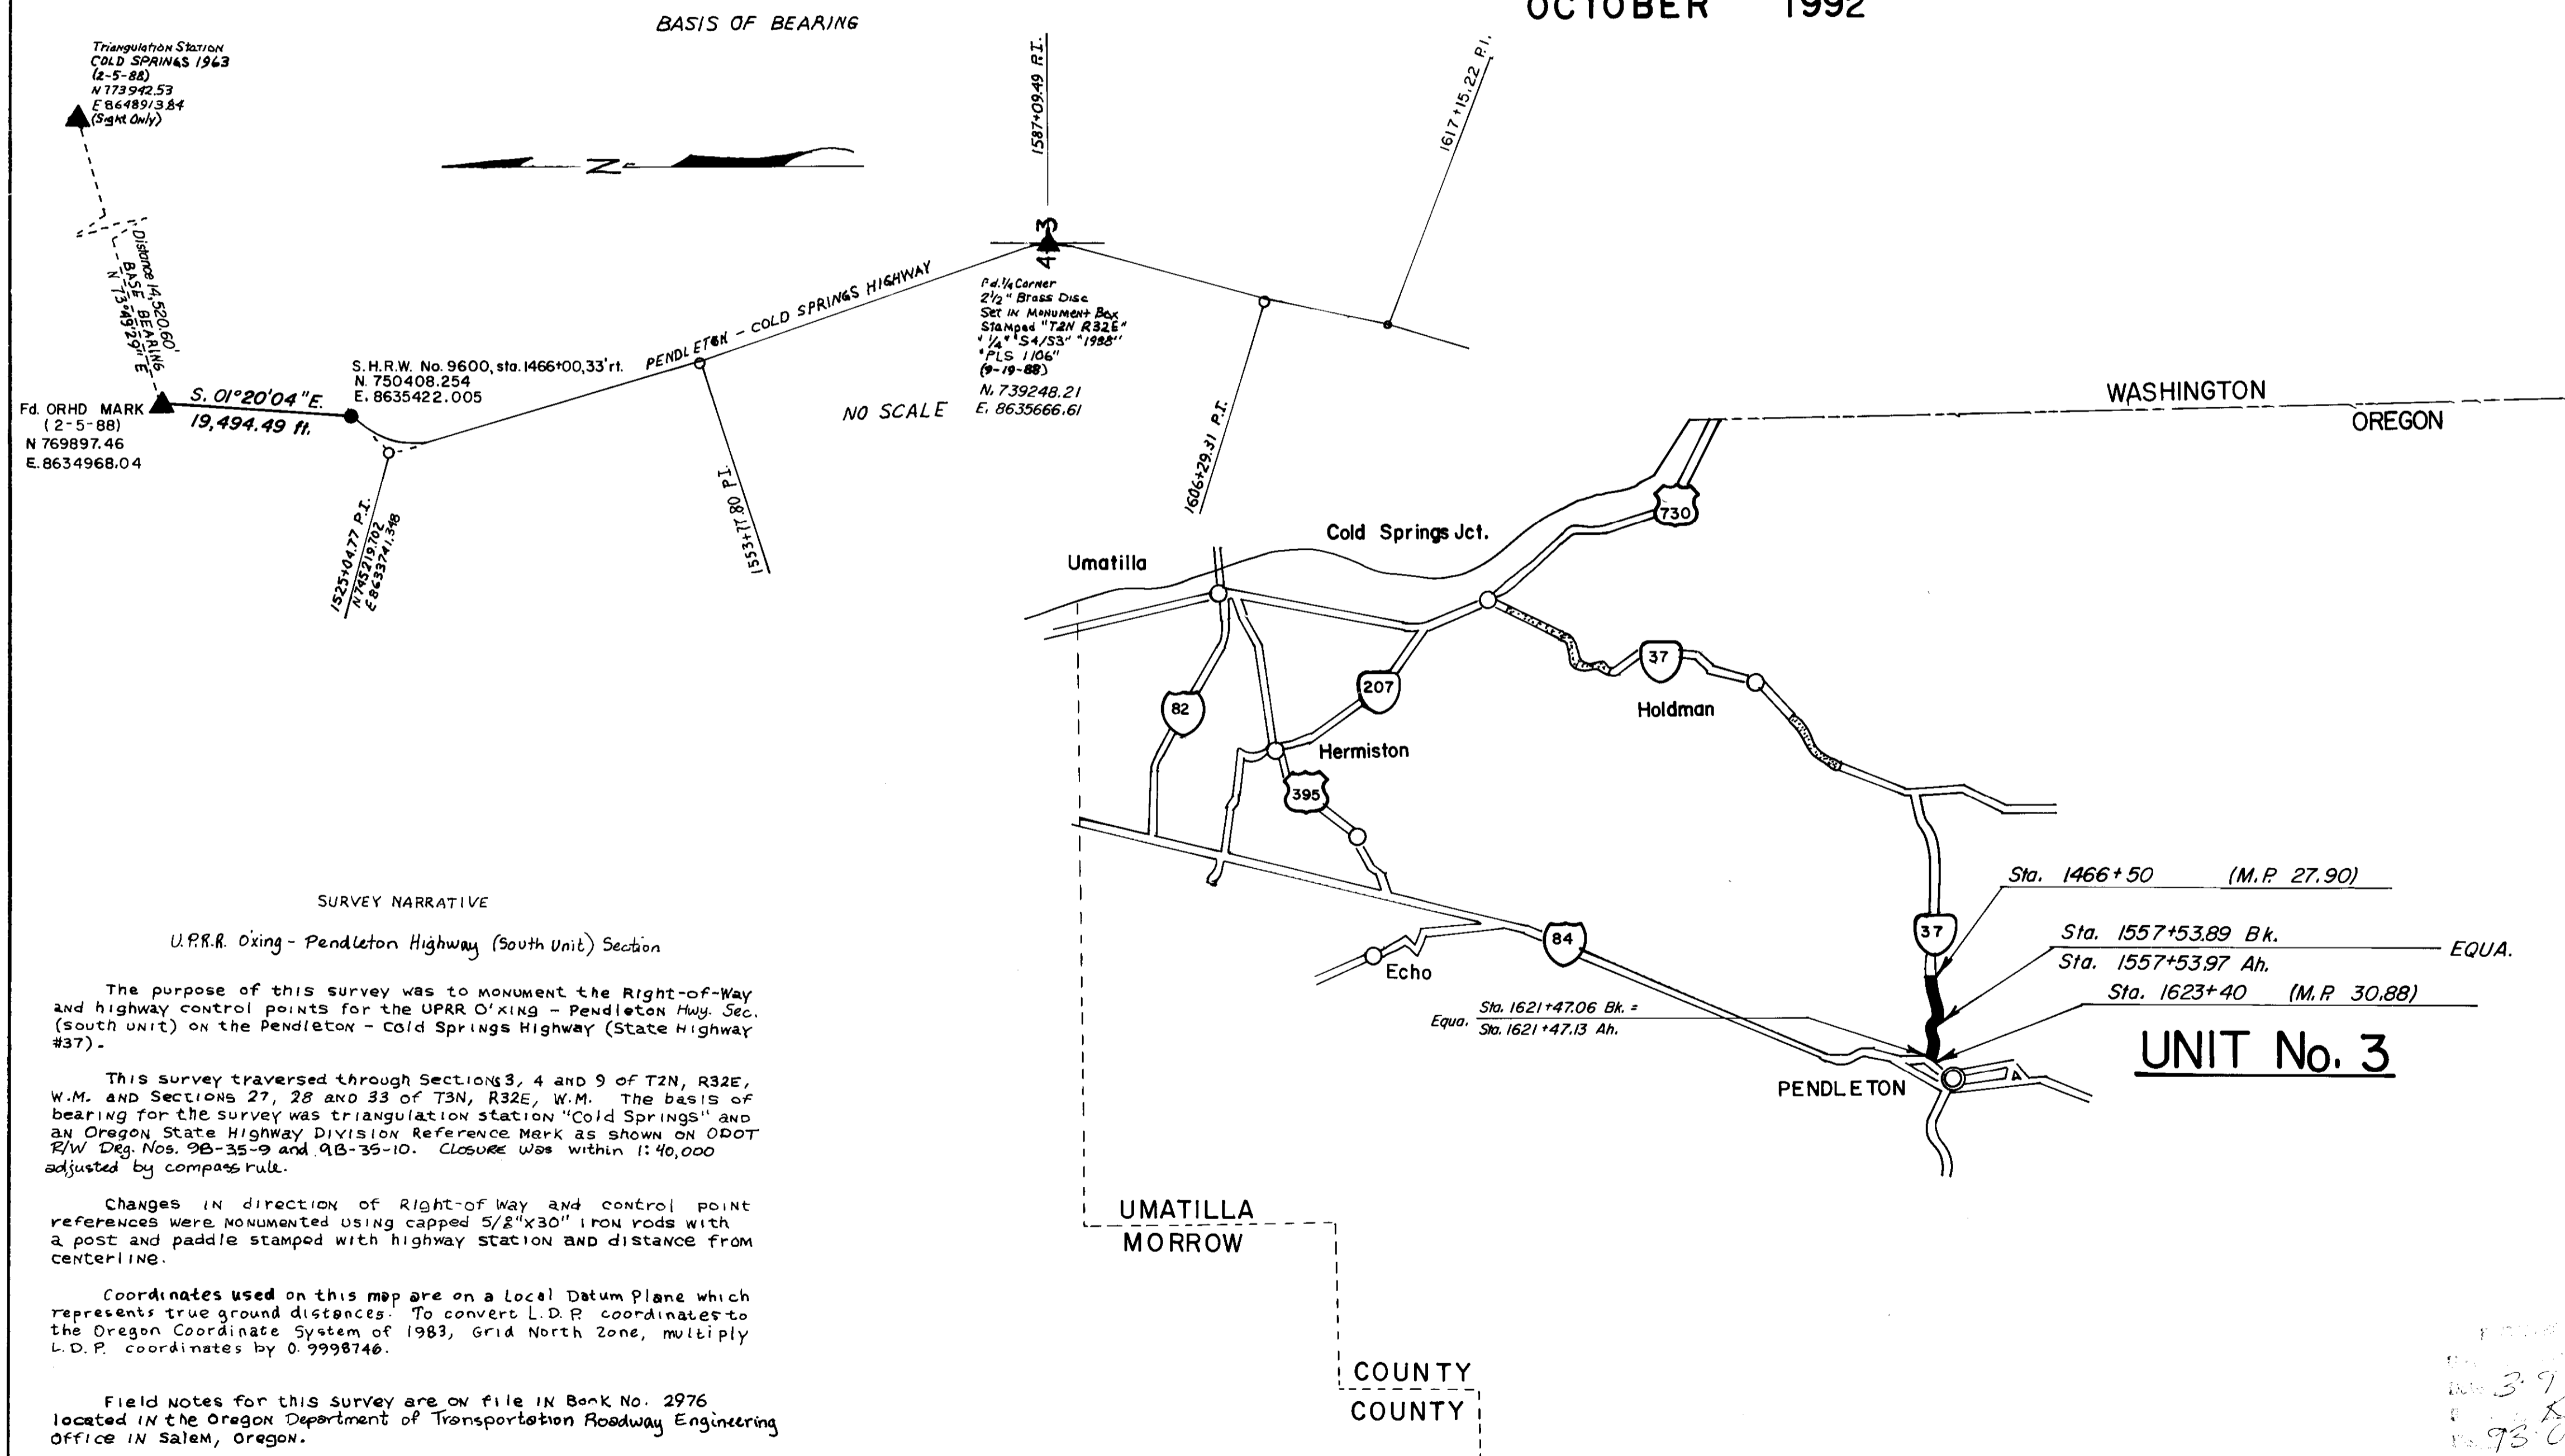 OCTOBER 1992
BASIS OF BEARING
Triangulation Station
COLD SPRINGS 1963
(2-5-88)
N 773942.53
E 8648913.84
(Sight Only)
N
1587+09.49 P.I.
1617+15.22 P.I.
Distance 14,520.60'
BASE BEARING
N 73°49'29" E
4 3
PENDLETON - COLD SPRINGS HIGHWAY
Fd. 1/4 Corner
2 1/2" Brass Disc
Set IN Monument Box
Stamped "T2N R32E"
"1/4" "S4/S3" "1988"
"PLS 1106"
(9-19-88)
N. 739248.21
E. 8635666.61
S.H.R.W. No. 9600, sta. 1466+00, 33' rt.
N. 750408.254
E. 8635422.005
S. 01°20'04" E.
19,494.49 ft.
Fd. ORHD MARK
(2-5-88)
N 769897.46
E. 8634968.04
NO SCALE
1525+04.77 P.I.
N 745219.702
E 8633741.348
1553+77.80 P.I.
1606+29.31 P.I.
WASHINGTON
OREGON
730
Cold Springs Jct.
Umatilla
37
207
82
Holdman
Hermiston
395
Sta. 1466+50 (M.P. 27.90)
37
Sta. 1557+53.89 Bk.
EQUA.
Sta. 1557+53.97 Ah.
84
Echo
Sta. 1623+40 (M.P. 30.88)
Equa. Sta. 1621+47.06 Bk. =
Sta. 1621+47.13 Ah.
UNIT No. 3
PENDLETON
UMATILLA
MORROW
COUNTY
COUNTY
SURVEY NARRATIVE
U.P.R.R. O'xing - Pendleton Highway (South Unit) Section
The purpose of this survey was to monument the Right-of-Way
and highway control points for the UPRR O'xing - Pendleton Hwy. Sec.
(south unit) on the Pendleton - Cold Springs Highway (State Highway
#37).
This survey traversed through Sections 3, 4 and 9 of T2N, R32E,
W.M. and Sections 27, 28 and 33 of T3N, R32E, W.M. The basis of
bearing for the survey was triangulation station "Cold Springs" and
an Oregon State Highway Division Reference Mark as shown on ODOT
R/W Drg. Nos. 9B-35-9 and 9B-35-10. Closure was within 1:40,000
adjusted by compass rule.
Changes in direction of Right-of Way and control point
references were monumented using capped 5/8"x30" iron rods with
a post and paddle stamped with highway station and distance from
centerline.
Coordinates used on this map are on a Local Datum Plane which
represents true ground distances. To convert L.D.P. coordinates to
the Oregon Coordinate System of 1983, Grid North Zone, multiply
L.D.P. coordinates by 0.9998746.
Field notes for this survey are on file in Book No. 2976
located in the Oregon Department of Transportation Roadway Engineering
Office in Salem, Oregon.